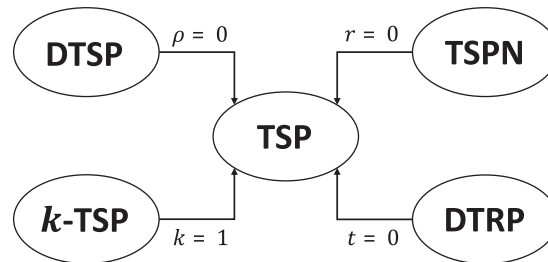 DTSP
ρ = 0
r = 0
TSPN
TSP
k-TSP
k = 1
t = 0
DTRP